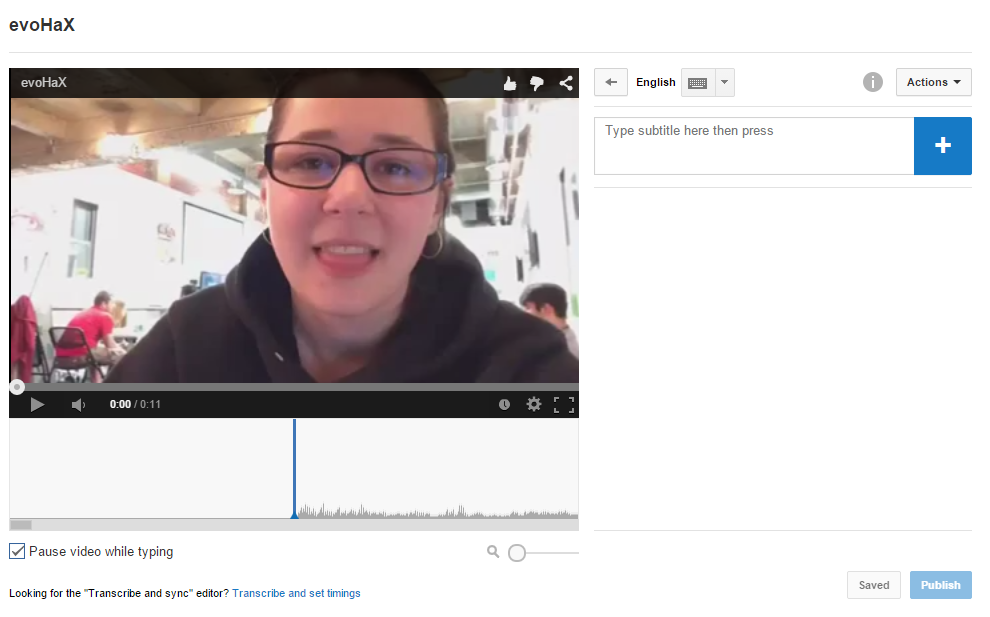 evoHaX
evoHaX
English
i
Actions
Type subtitle here then press
+
0:00 / 0:11
Pause video while typing
Looking for the "Transcribe and sync" editor? Transcribe and set timings
Saved
Publish